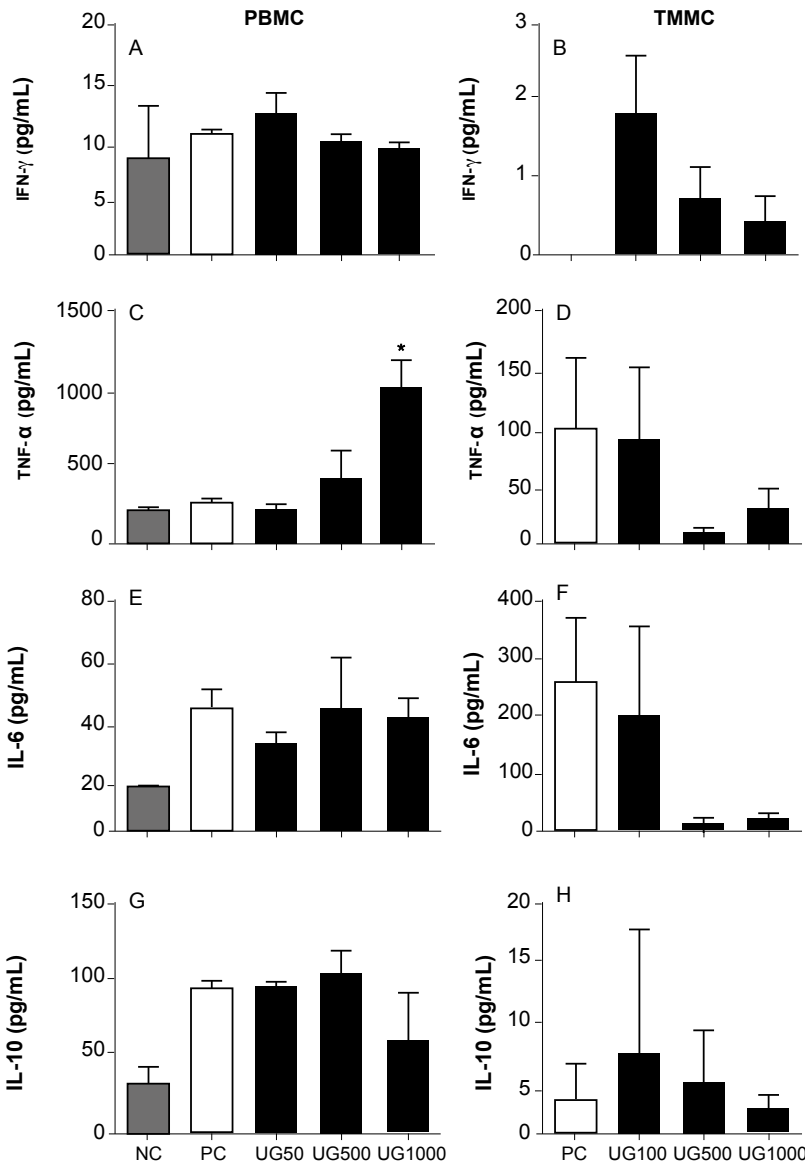 PBMC
TMMC
A
IFN-γ (pg/mL)
20
15
10
5
0
B
IFN-γ (pg/mL)
3
2
1
0
C
TNF-α (pg/mL)
1500
1000
500
0
*
D
TNF-α (pg/mL)
200
150
100
50
0
E
IL-6 (pg/mL)
80
60
40
20
0
F
IL-6 (pg/mL)
400
300
200
100
0
G
IL-10 (pg/mL)
150
100
50
0
NC PC UG50 UG500 UG1000
H
IL-10 (pg/mL)
20
15
10
5
0
PC UG100 UG500 UG1000